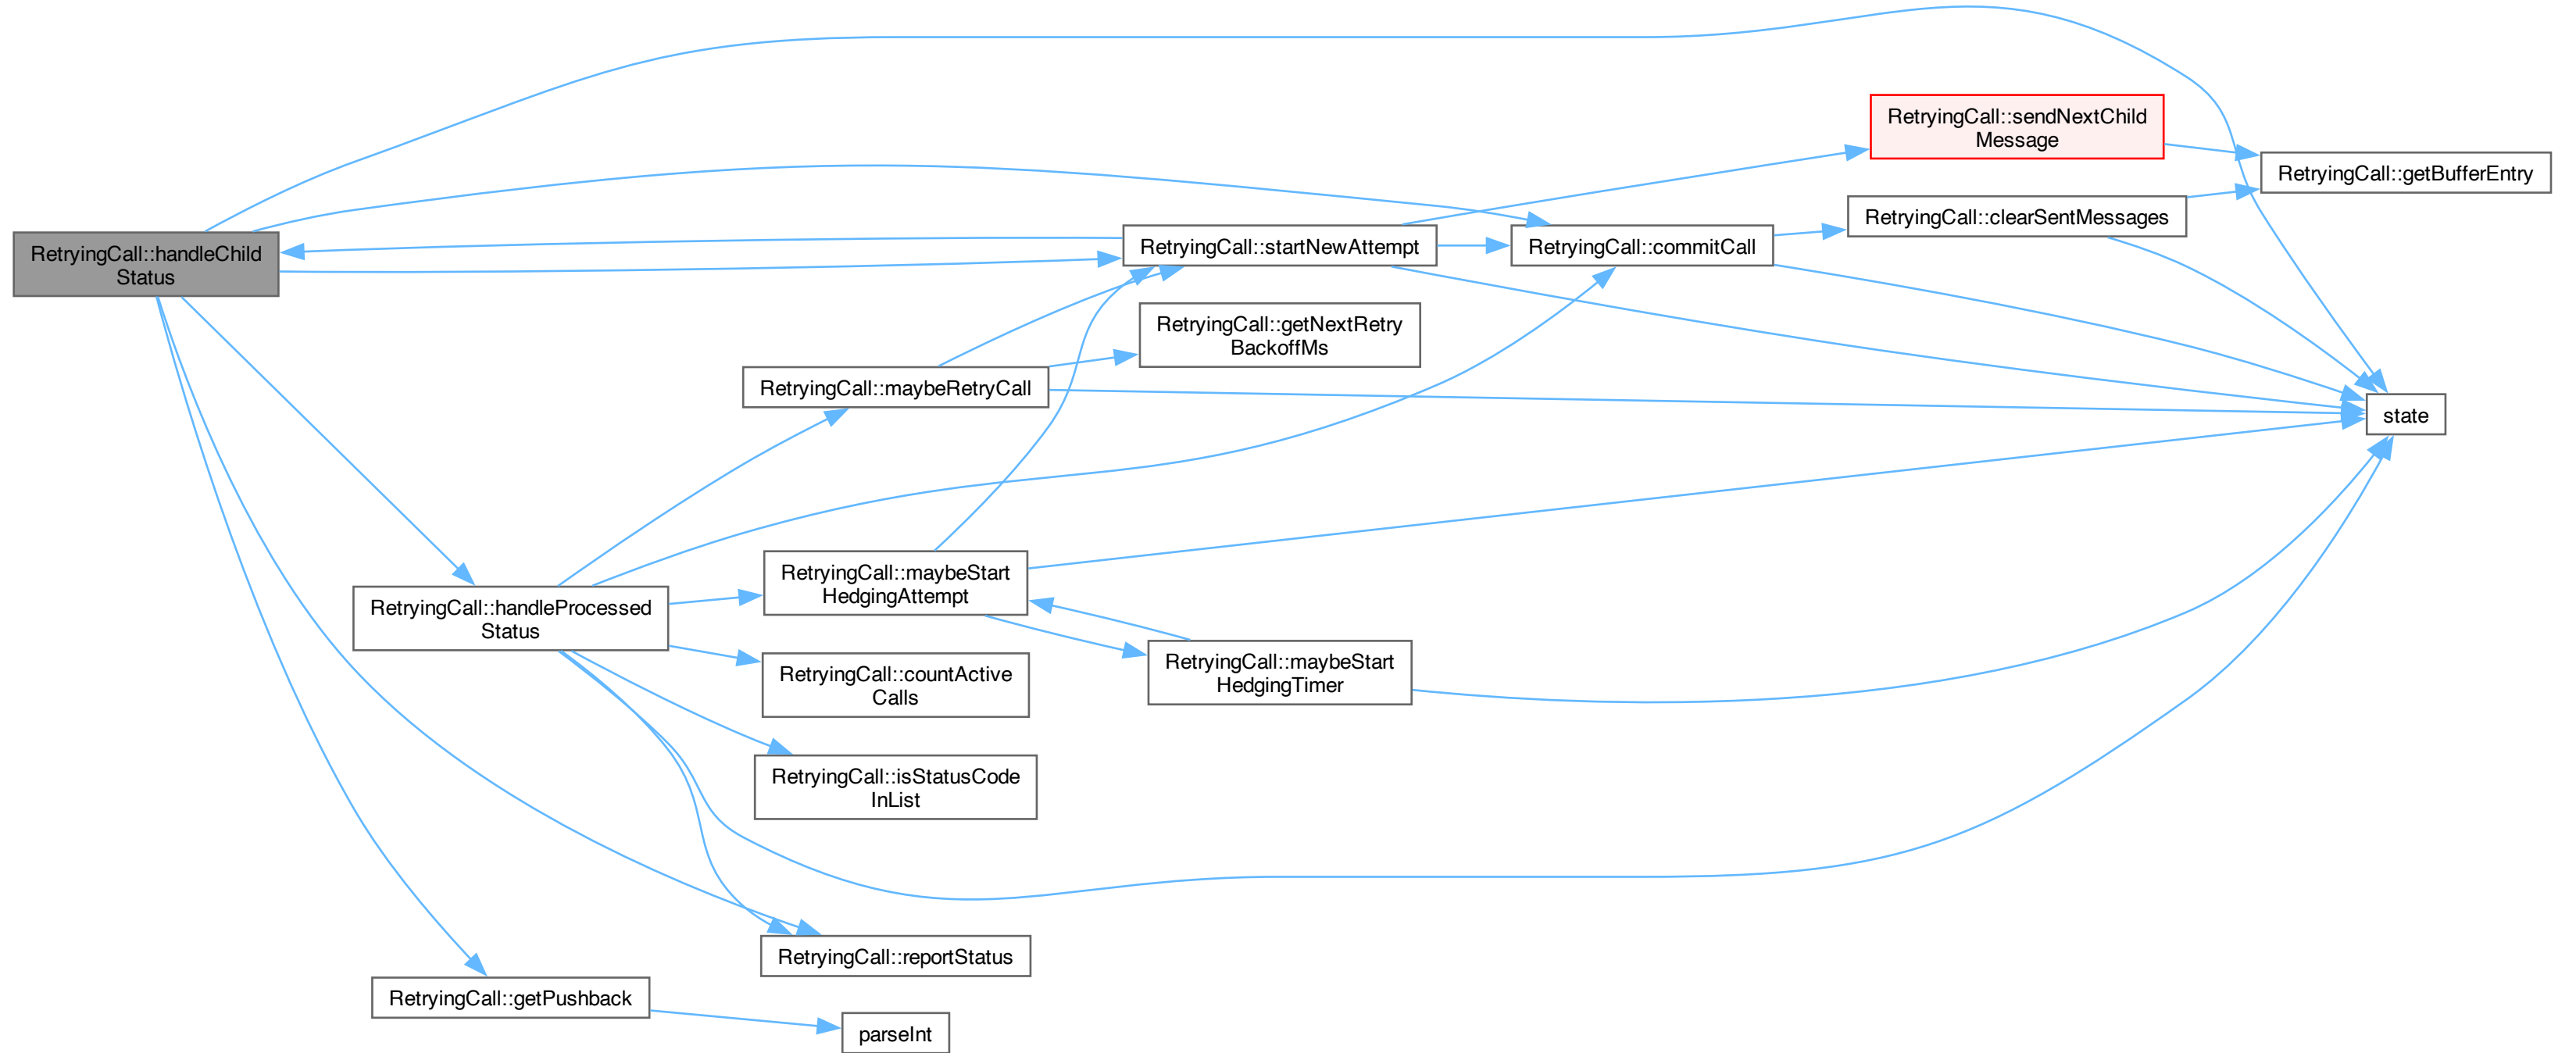 RetryingCall::sendNextChild
Message
RetryingCall::getBufferEntry
RetryingCall::clearSentMessages
RetryingCall::handleChild
Status
RetryingCall::startNewAttempt
RetryingCall::commitCall
RetryingCall::getNextRetry
BackoffMs
RetryingCall::maybeRetryCall
state
RetryingCall::maybeStart
HedgingAttempt
RetryingCall::handleProcessed
Status
RetryingCall::maybeStart
HedgingTimer
RetryingCall::countActive
Calls
RetryingCall::isStatusCode
InList
RetryingCall::reportStatus
RetryingCall::getPushback
parseInt